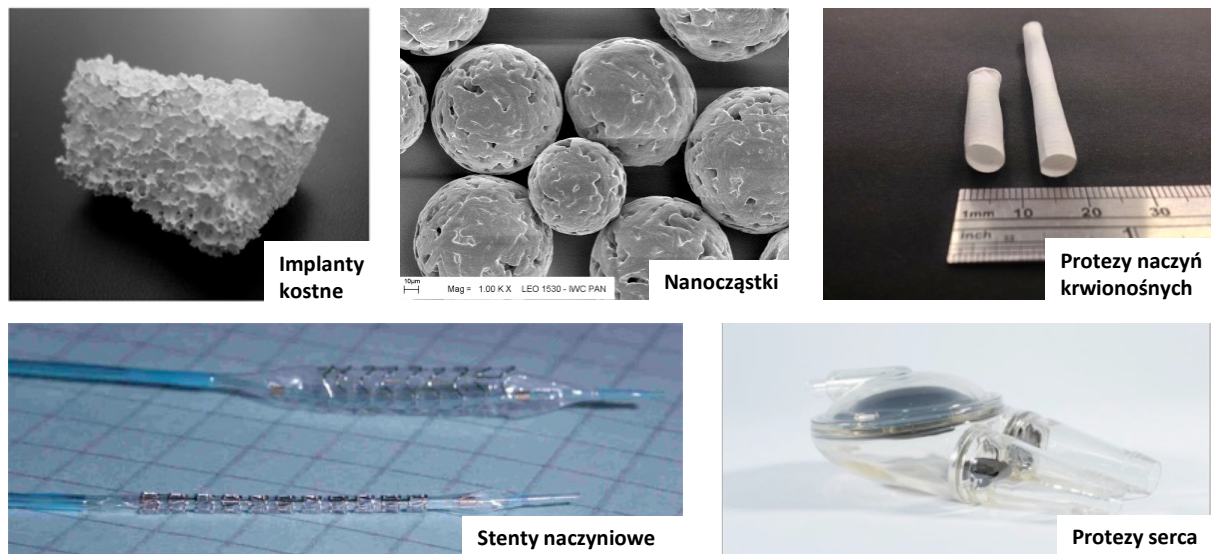 Implanty
kostne
10µm
Mag = 1.00 K X LEO 1530 - IWC PAN
Nanocząstki
1mm 10 20 30
inch 1
Protezy naczyń
krwionośnych
Stenty naczyniowe
Protezy serca